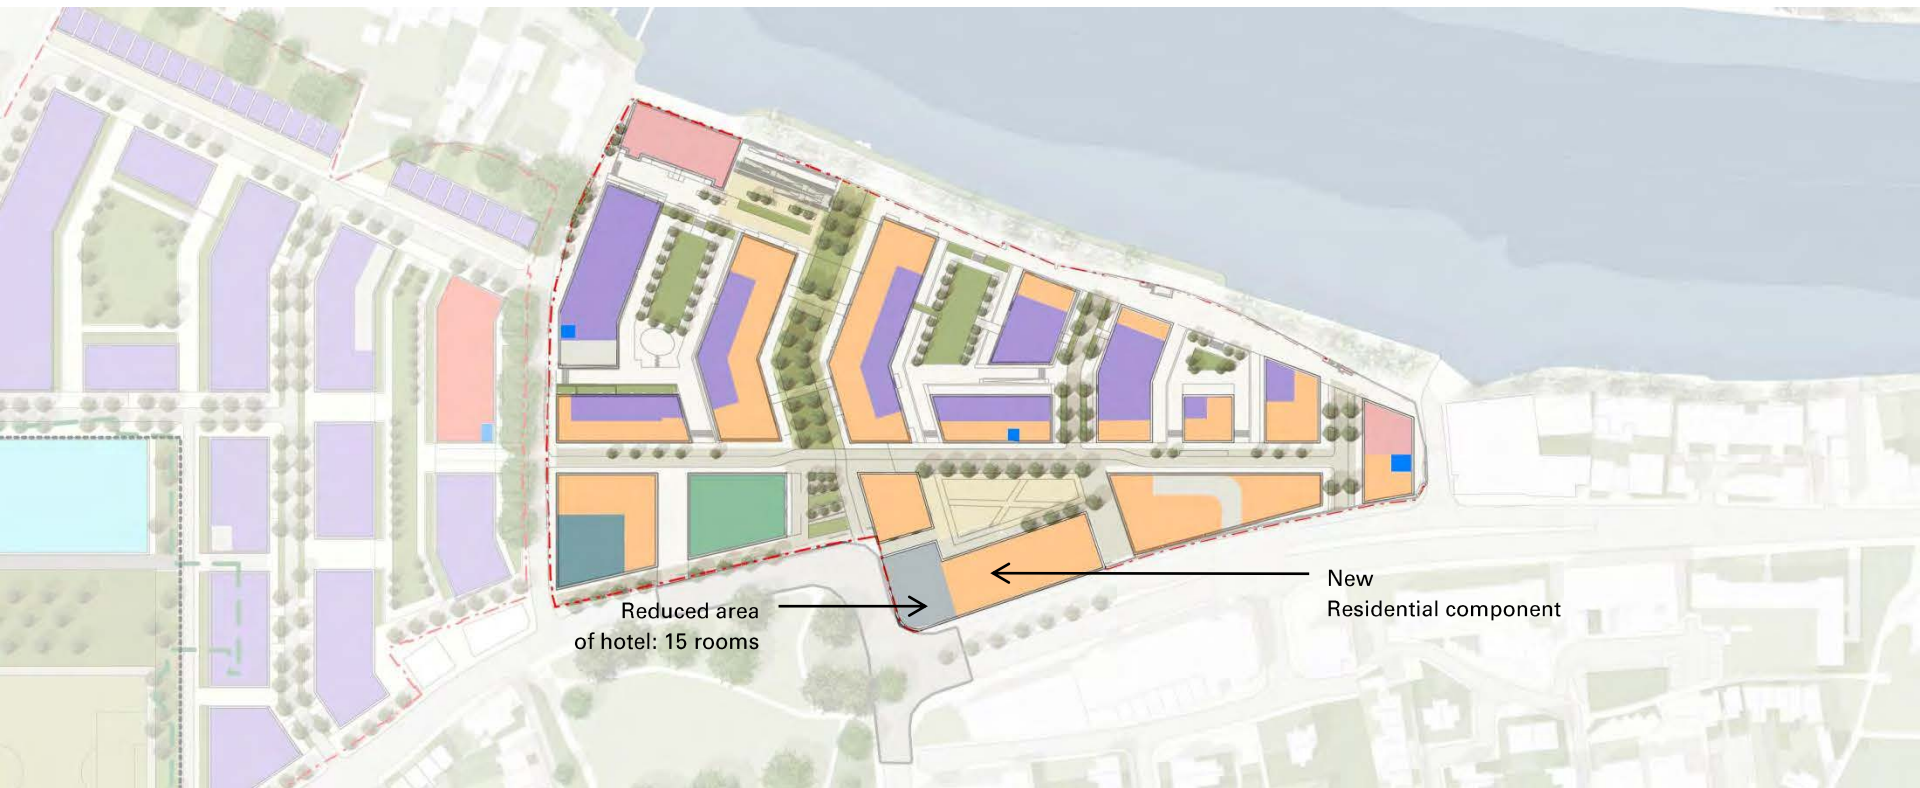 Reduced area
of hotel: 15 rooms
New
Residential component